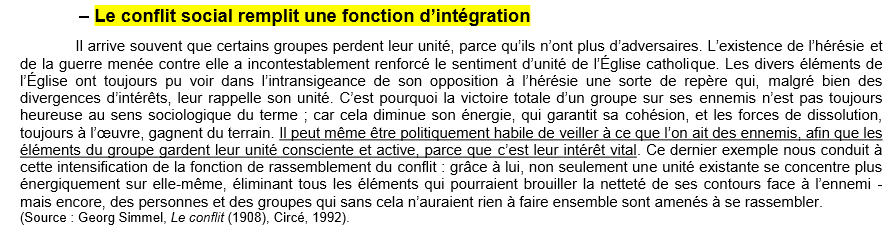 – Le conflit social remplit une fonction d’intégration
Il arrive souvent que certains groupes perdent leur unité, parce qu’ils n’ont plus d’adversaires. L’existence de l’hérésie et
de la guerre menée contre elle a incontestablement renforcé le sentiment d’unité de l’Église catholique. Les divers éléments de
l’Église ont toujours pu voir dans l’intransigeance de son opposition à l’hérésie une sorte de repère qui, malgré bien des
divergences d’intérêts, leur rappelle son unité. C’est pourquoi la victoire totale d’un groupe sur ses ennemis n’est pas toujours
heureuse au sens sociologique du terme ; car cela diminue son énergie, qui garantit sa cohésion, et les forces de dissolution,
toujours à l’œuvre, gagnent du terrain. Il peut même être politiquement habile de veiller à ce que l’on ait des ennemis, afin que les
éléments du groupe gardent leur unité consciente et active, parce que c’est leur intérêt vital. Ce dernier exemple nous conduit à
cette intensification de la fonction de rassemblement du conflit : grâce à lui, non seulement une unité existante se concentre plus
énergiquement sur elle-même, éliminant tous les éléments qui pourraient brouiller la netteté de ses contours face à l’ennemi -
mais encore, des personnes et des groupes qui sans cela n’auraient rien à faire ensemble sont amenés à se rassembler.
(Source : Georg Simmel, Le conflit (1908), Circé, 1992).